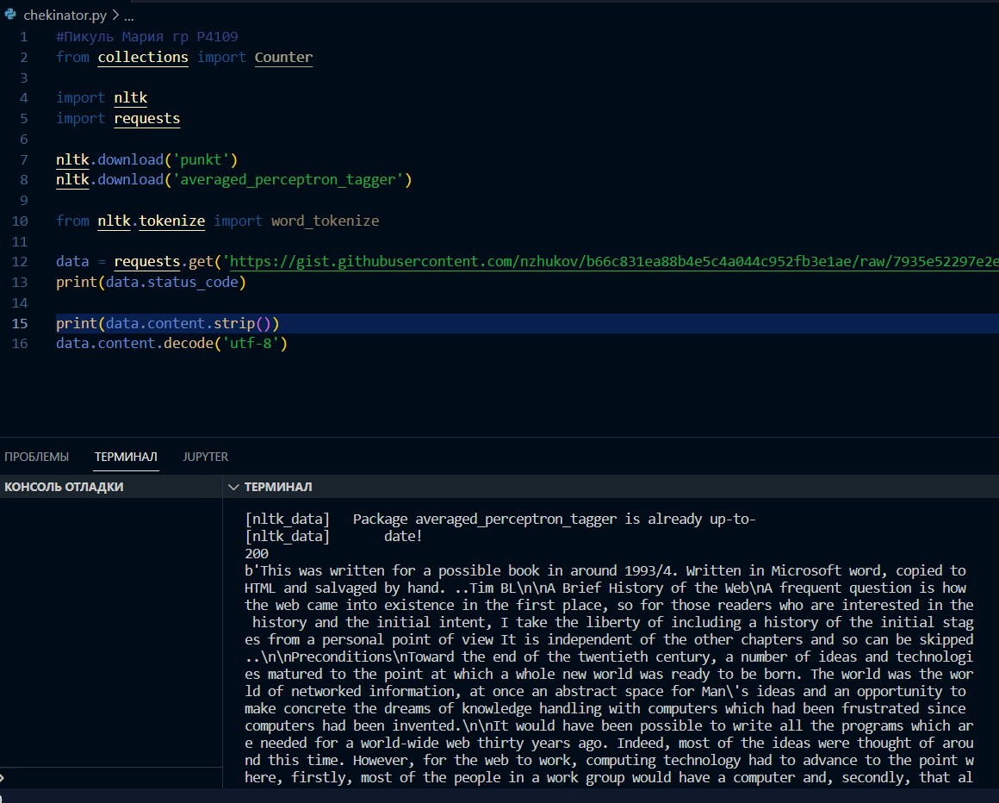 chekinator.py > ...
1 #Пикуль Мария гр P4109
2 from collections import Counter
3
4 import nltk
5 import requests
6
7 nltk.download('punkt')
8 nltk.download('averaged_perceptron_tagger')
9
10 from nltk.tokenize import word_tokenize
11
12 data = requests.get('https://gist.githubusercontent.com/nzhukov/b66c831ea88b4e5c4a044c952fb3e1ae/raw/7935e52297e2e
13 print(data.status_code)
14
15 print(data.content.strip())
16 data.content.decode('utf-8')
ПРОБЛЕМЫ ТЕРМИНАЛ JUPYTER
КОНСОЛЬ ОТЛАДКИ
ТЕРМИНАЛ
[nltk_data]   Package averaged_perceptron_tagger is already up-to-
[nltk_data]       date!
200
b'This was written for a possible book in around 1993/4. Written in Microsoft word, copied to
HTML and salvaged by hand. ..Tim BL\n\nA Brief History of the Web\nA frequent question is how
the web came into existence in the first place, so for those readers who are interested in the
 history and the initial intent, I take the liberty of including a history of the initial stag
es from a personal point of view It is independent of the other chapters and so can be skipped
..\n\nPreconditions\nToward the end of the twentieth century, a number of ideas and technologi
es matured to the point at which a whole new world was ready to be born. The world was the wor
ld of networked information, at once an abstract space for Man\'s ideas and an opportunity to
make concrete the dreams of knowledge handling with computers which had been frustrated since
computers had been invented.\n\nIt would have been possible to write all the programs which ar
e needed for a world-wide web thirty years ago. Indeed, most of the ideas were thought of arou
nd this time. However, for the web to work, computing technology had to advance to the point w
here, firstly, most of the people in a work group would have a computer and, secondly, that al